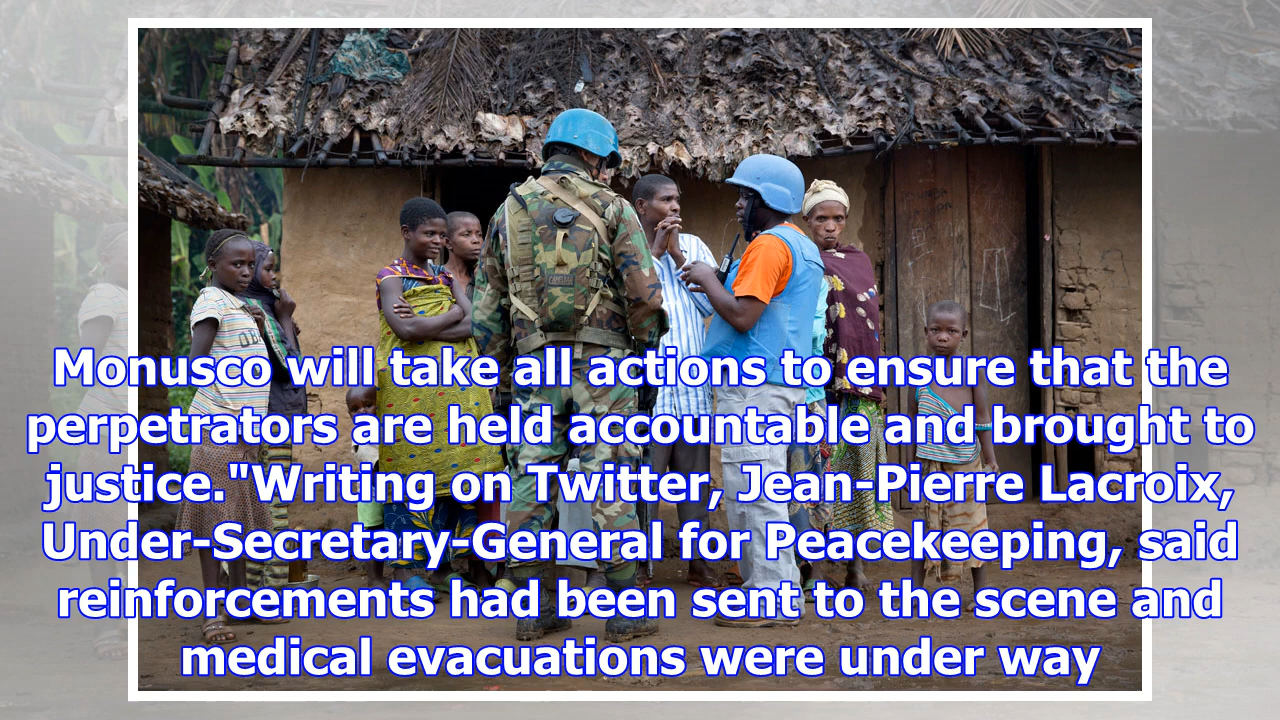 Monusco will take all actions to ensure that the
perpetrators are held accountable and brought to
justice."Writing on Twitter, Jean-Pierre Lacroix,
Under-Secretary-General for Peacekeeping, said
reinforcements had been sent to the scene and
medical evacuations were under way